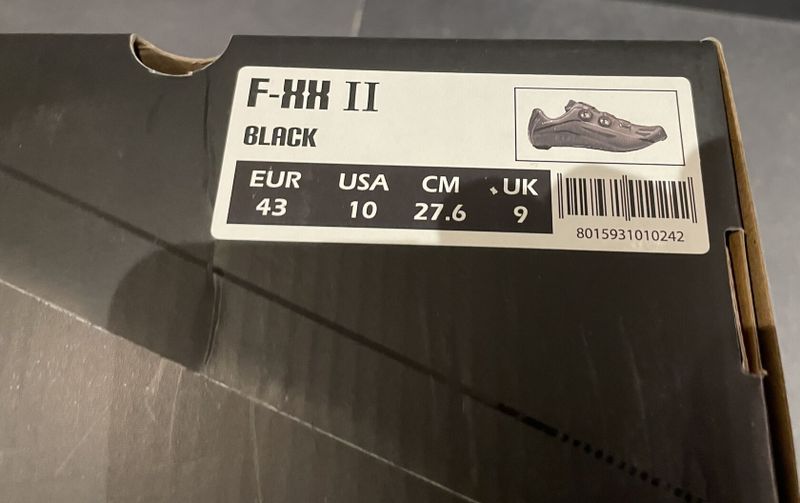 F-XX II
BLACK
EUR USA CM UK
43 10 27.6 9
8015931010242